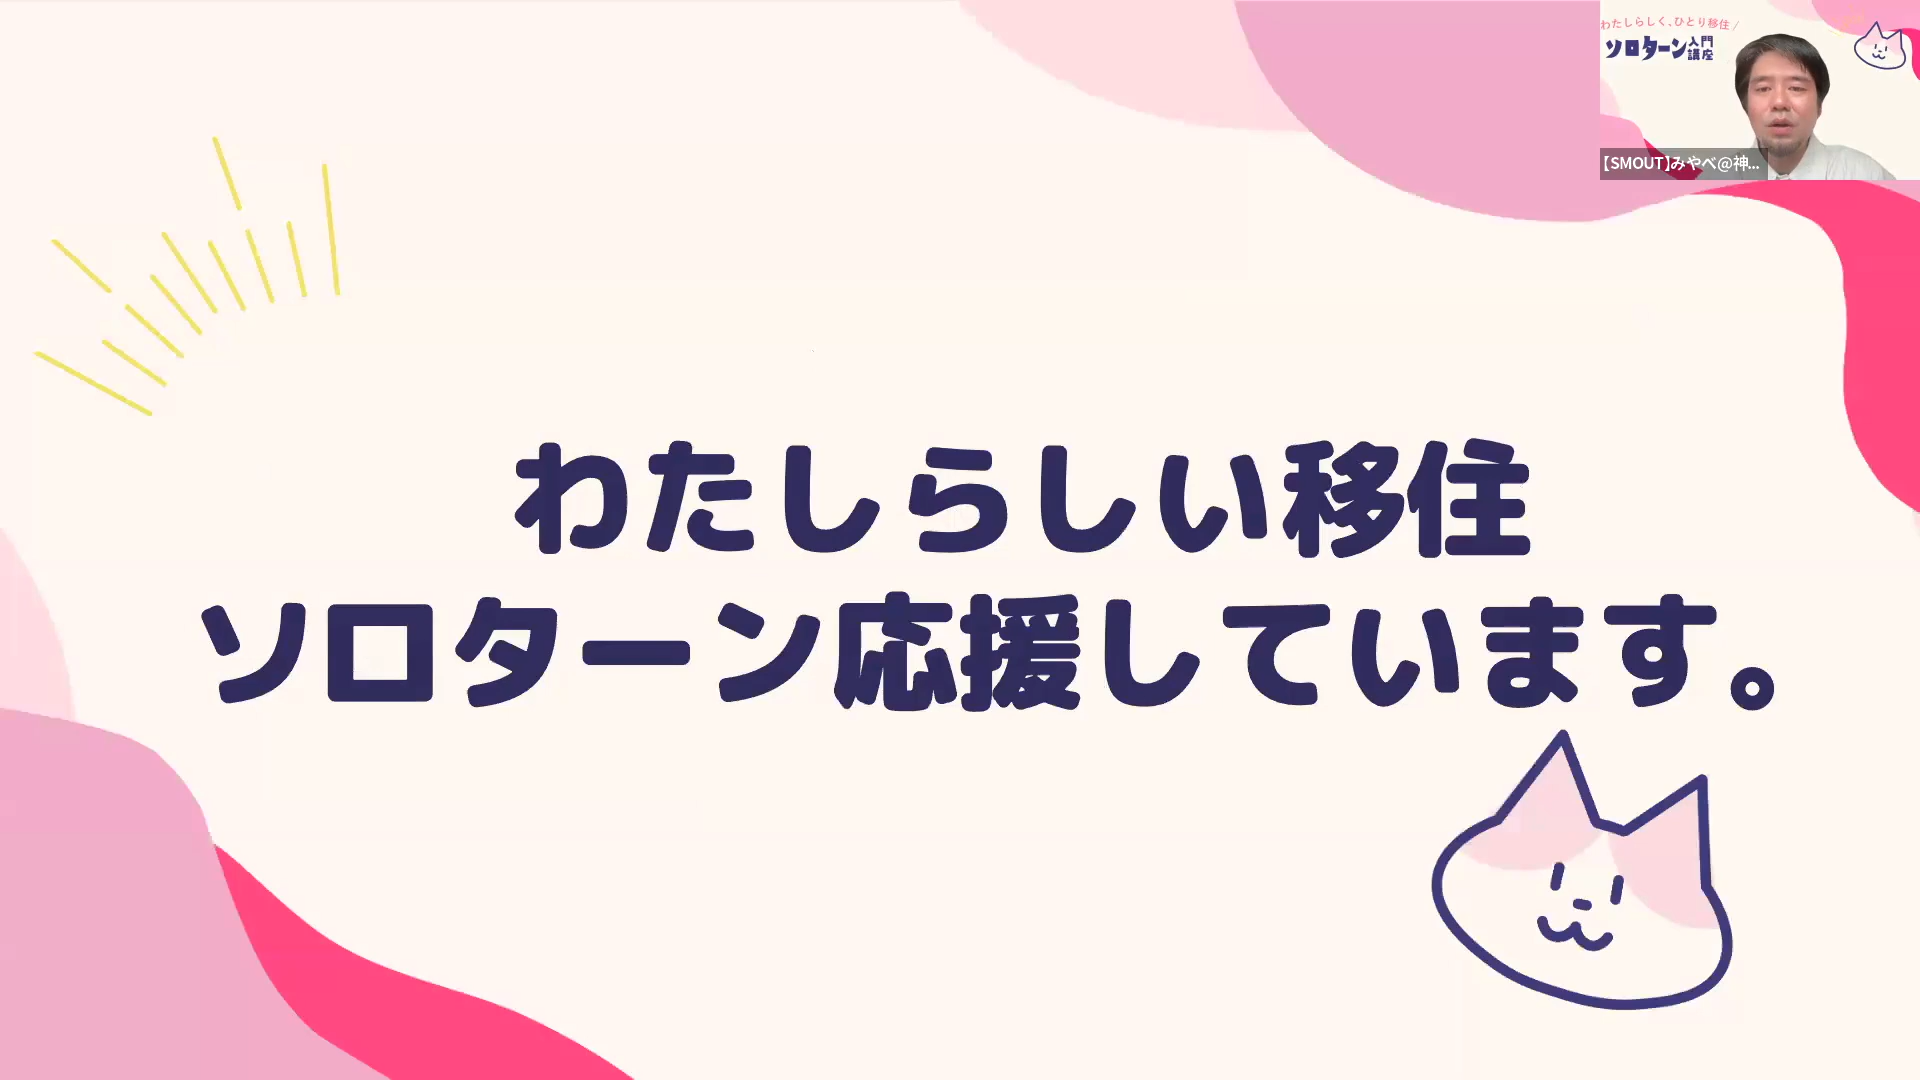 わたしらしく、ひとり移住
ソロターン入門講座
【SMOUT】みやべ@神...
わたしらしい移住
ソロターン応援しています。